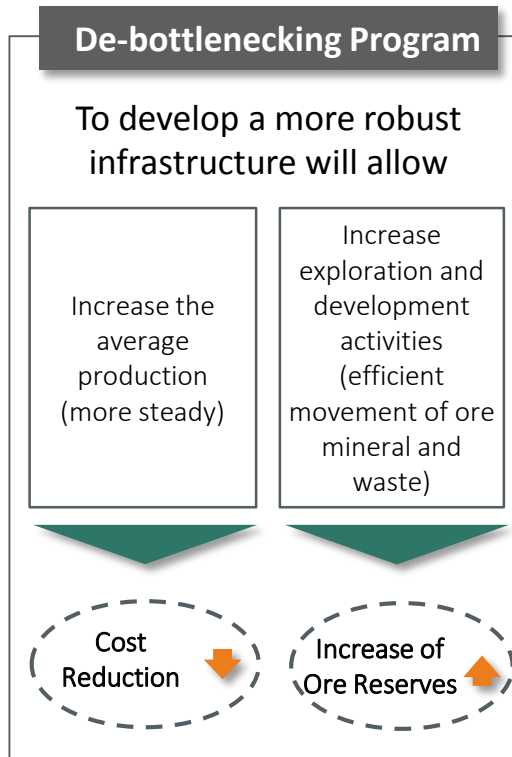 De-bottlenecking Program
To develop a more robust
infrastructure will allow
Increase the
average
production
(more steady)
Increase
exploration and
development
activities
(efficient
movement of ore
mineral and
waste)
Cost
Reduction
Increase of
Ore Reserves